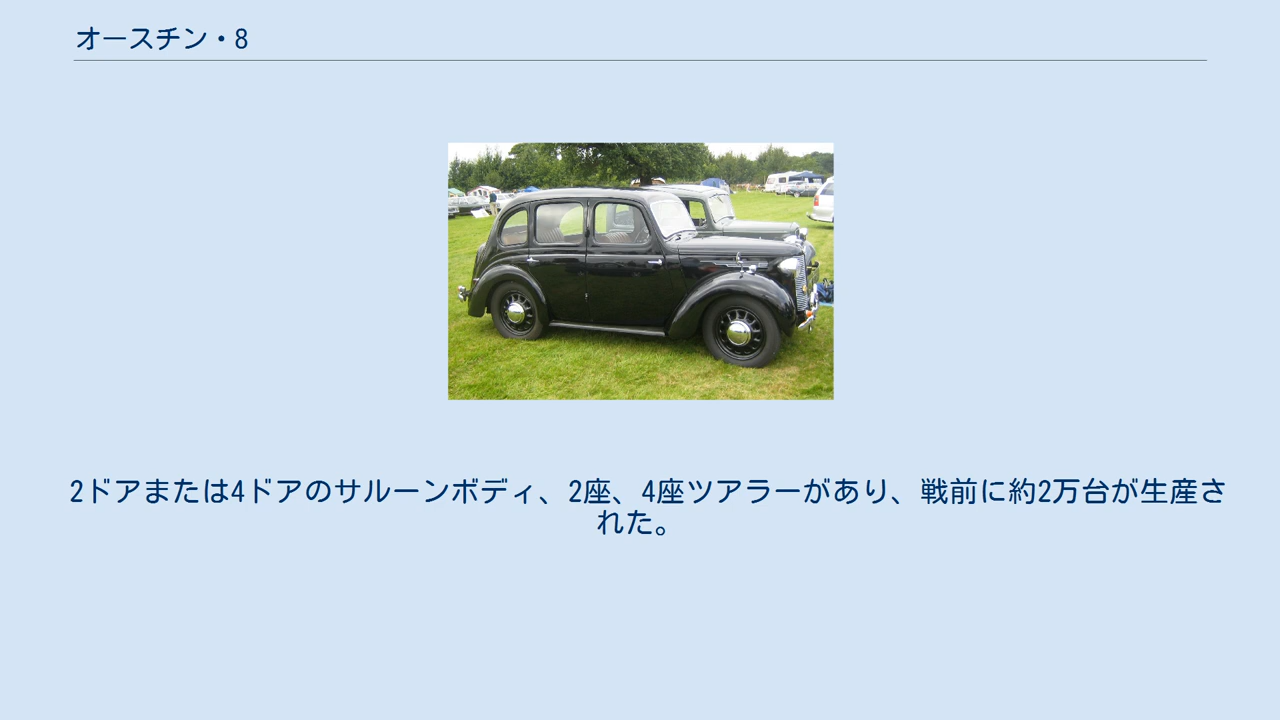 オースチン・8
2ドアまたは4ドアのサルーンボディ、2座、4座ツアラーがあり、戦前に約2万台が生産さ
れた。